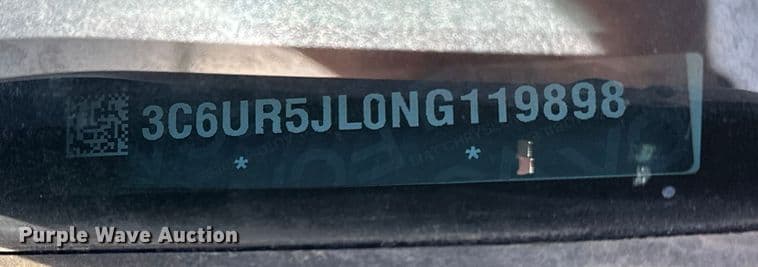 3C6UR5JL0NG119898
* *
Purple Wave Auction